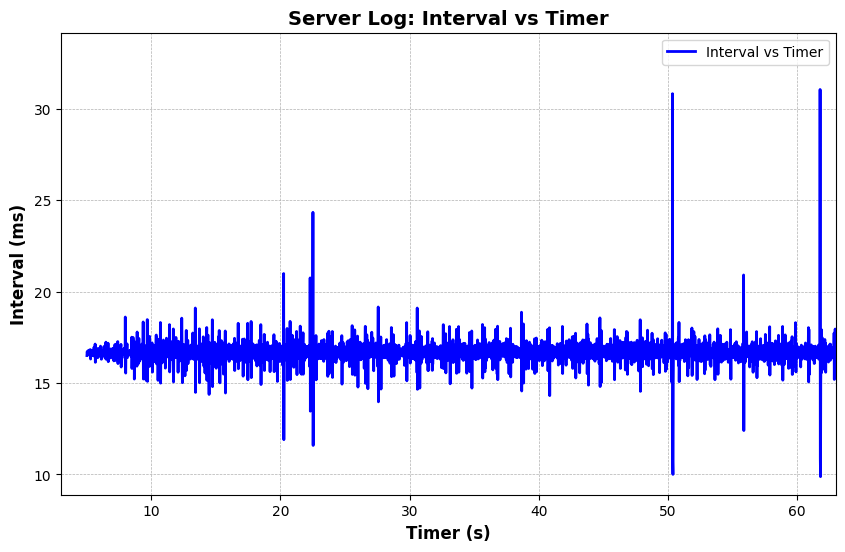 Server Log: Interval vs Timer
Interval vs Timer
Interval (ms)
30
25
20
15
10
10 20 30 40 50 60
Timer (s)